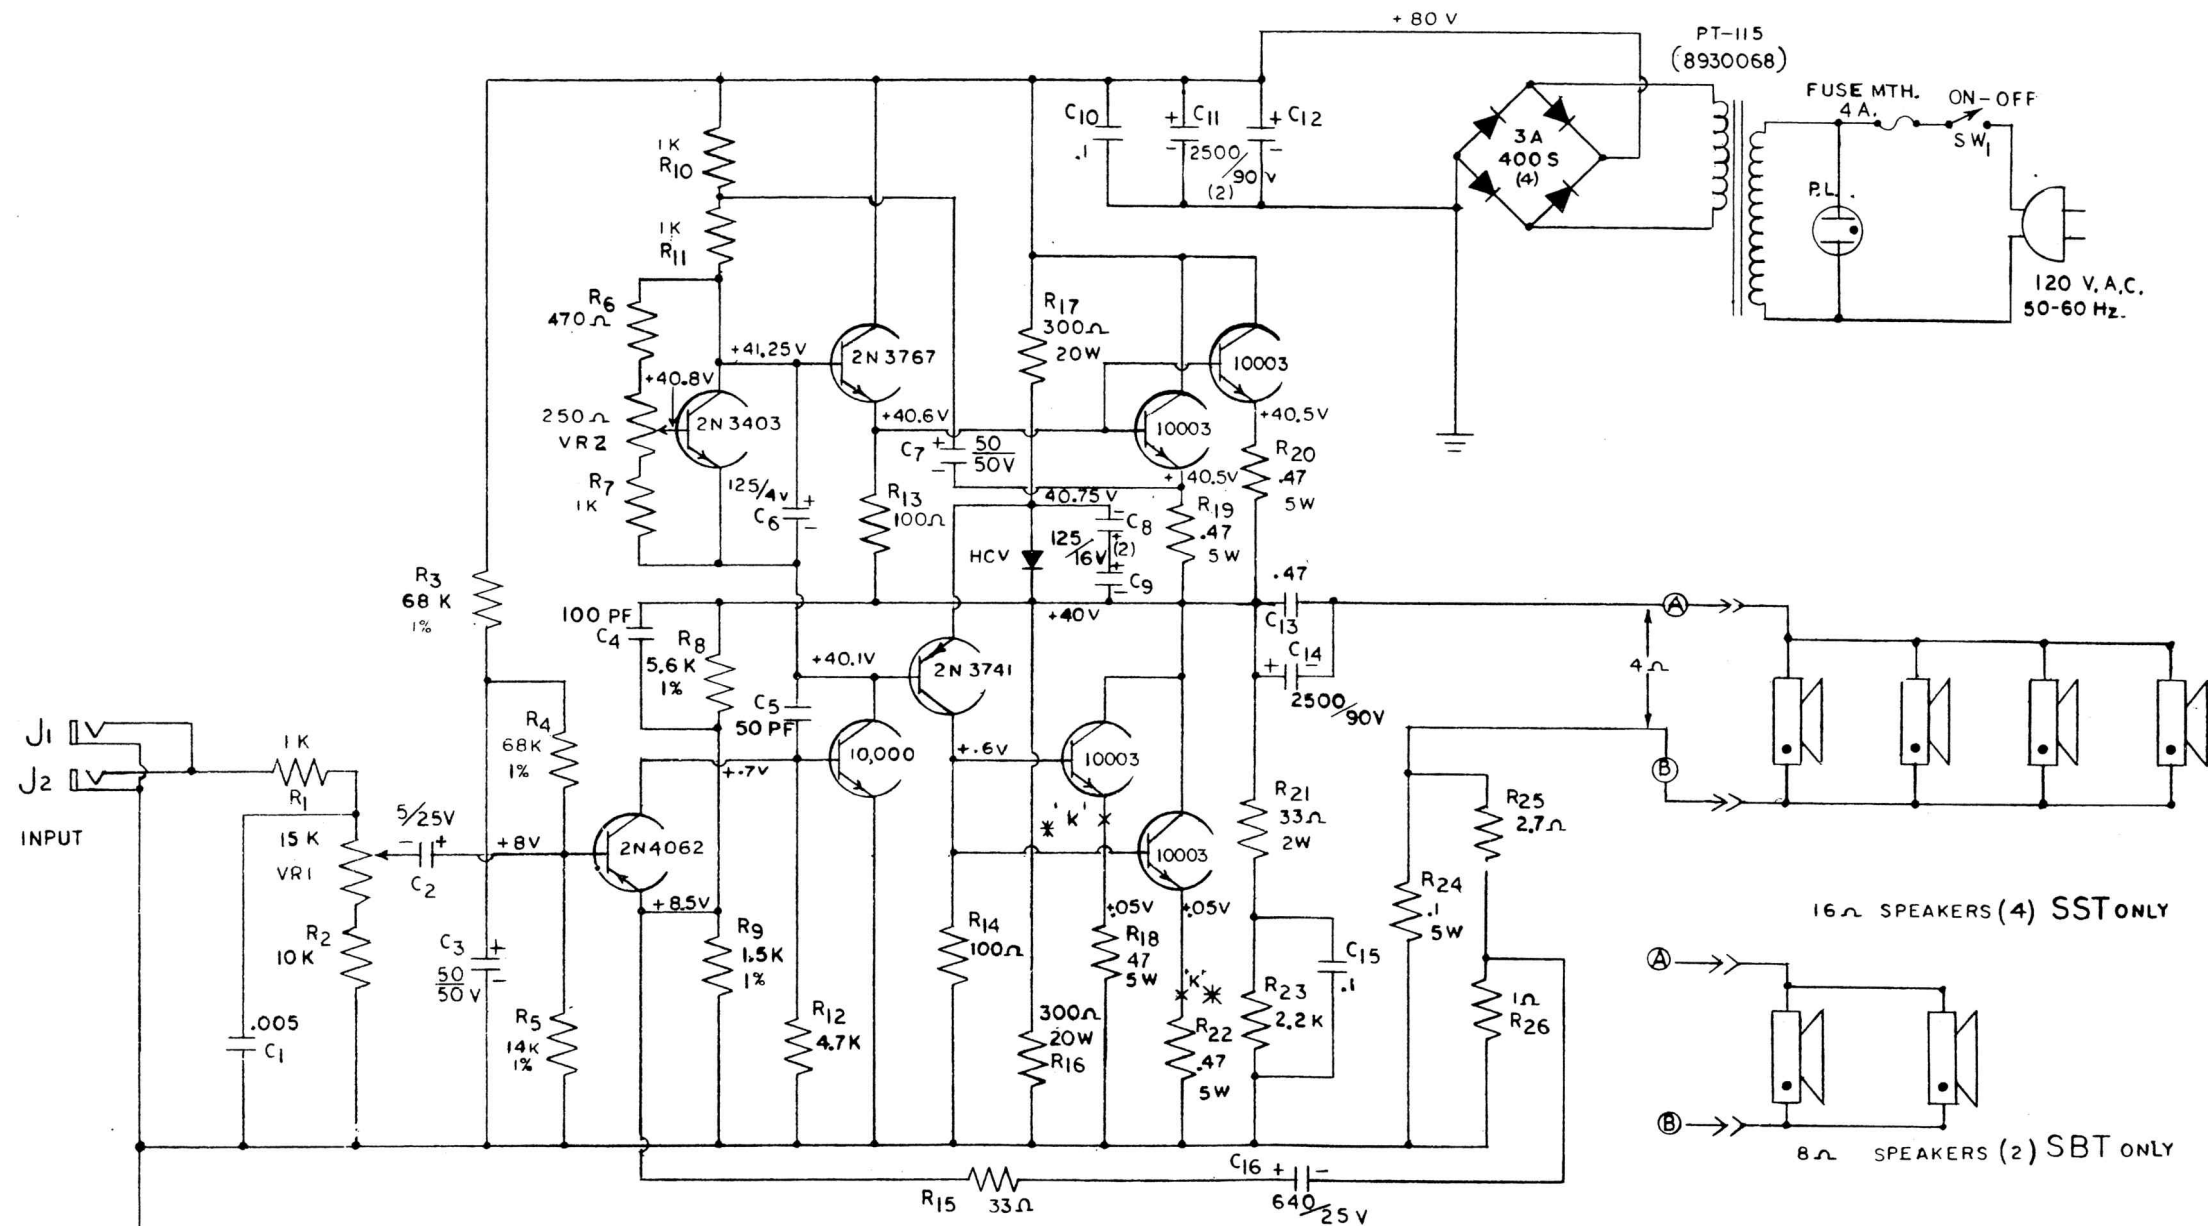 + 80 V
PT-115
(8930068)
FUSE MTH.
4 A.
ON-OFF
SW1
P.L.
120 V. A.C.
50-60 Hz.
3A
400 S
(4)
C10
.1
C11
+
-
2500/90 V
(2)
+ C12
-
1K
R10
1K
R11
R6
470Ω
250Ω
VR2
+40.8V
2N3403
R7
1K
+41.25V
2N3767
+40.6V
125/4V
+
C6
-
R13
100Ω
C7
+
-
50/50V
R17
300Ω
20W
10003
10003
+40.5V
R20
.47
5W
+ 40.5V
R19
.47
5W
40.75V
HCV
- C8
125/16V
+
(2)
+
C9
-
+40V
.47
C13
C14
+ -
2500/90V
R3
68 K
1%
100 PF
C4
R8
5.6K
1%
+40.1V
2N3741
C5
50 PF
10,000
+.7V
+.6V
10003
* 'K' x
10003
J1
J2
INPUT
1K
R1
15 K
VR1
R2
10K
.005
C1
5/25V
- +
C2
+8V
R4
68K
1%
2N4062
+8.5V
C3
+
-
50/50V
R5
14K
1%
R9
1.5K
1%
R12
4.7K
R14
100Ω
300Ω
20W
R16
+.05V
R18
47
5W
+.05V
'K'
x *
R22
.47
5W
R21
33Ω
2W
C15
.1
R23
2.2K
R24
.1
5W
R25
2.7Ω
1Ω
R26
R15
33Ω
C16 + -
640/25V
4Ω
A
B
16Ω SPEAKERS (4) SST ONLY
A
B
8Ω SPEAKERS (2) SBT ONLY